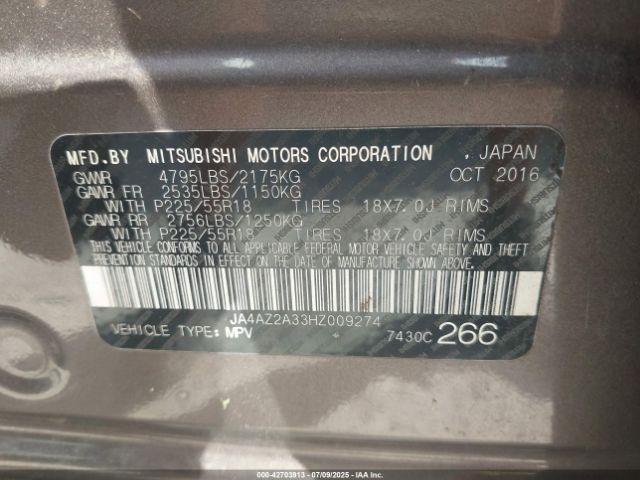 MFD.BY MITSUBISHI MOTORS CORPORATION , JAPAN
GVWR 4795LBS/2175KG OCT 2016
GAWR FR 2535LBS/1150KG
WITH P225/55R18 TIRES 18X7.0J RIMS
GAWR RR 2756LBS/1250KG
WITH P225/55R18 TIRES 18X7.0J RIMS
THIS VEHICLE CONFORMS TO ALL APPLICABLE FEDERAL MOTOR VEHICLE SAFETY AND THEFT
PREVENTION STANDARDS IN EFFECT ON THE DATE OF MANUFACTURE SHOWN ABOVE.
JA4AZ2A33HZ009274
VEHICLE TYPE: MPV 7430C 266
000-42703913 | 07/09/2025 - IAAI.COM